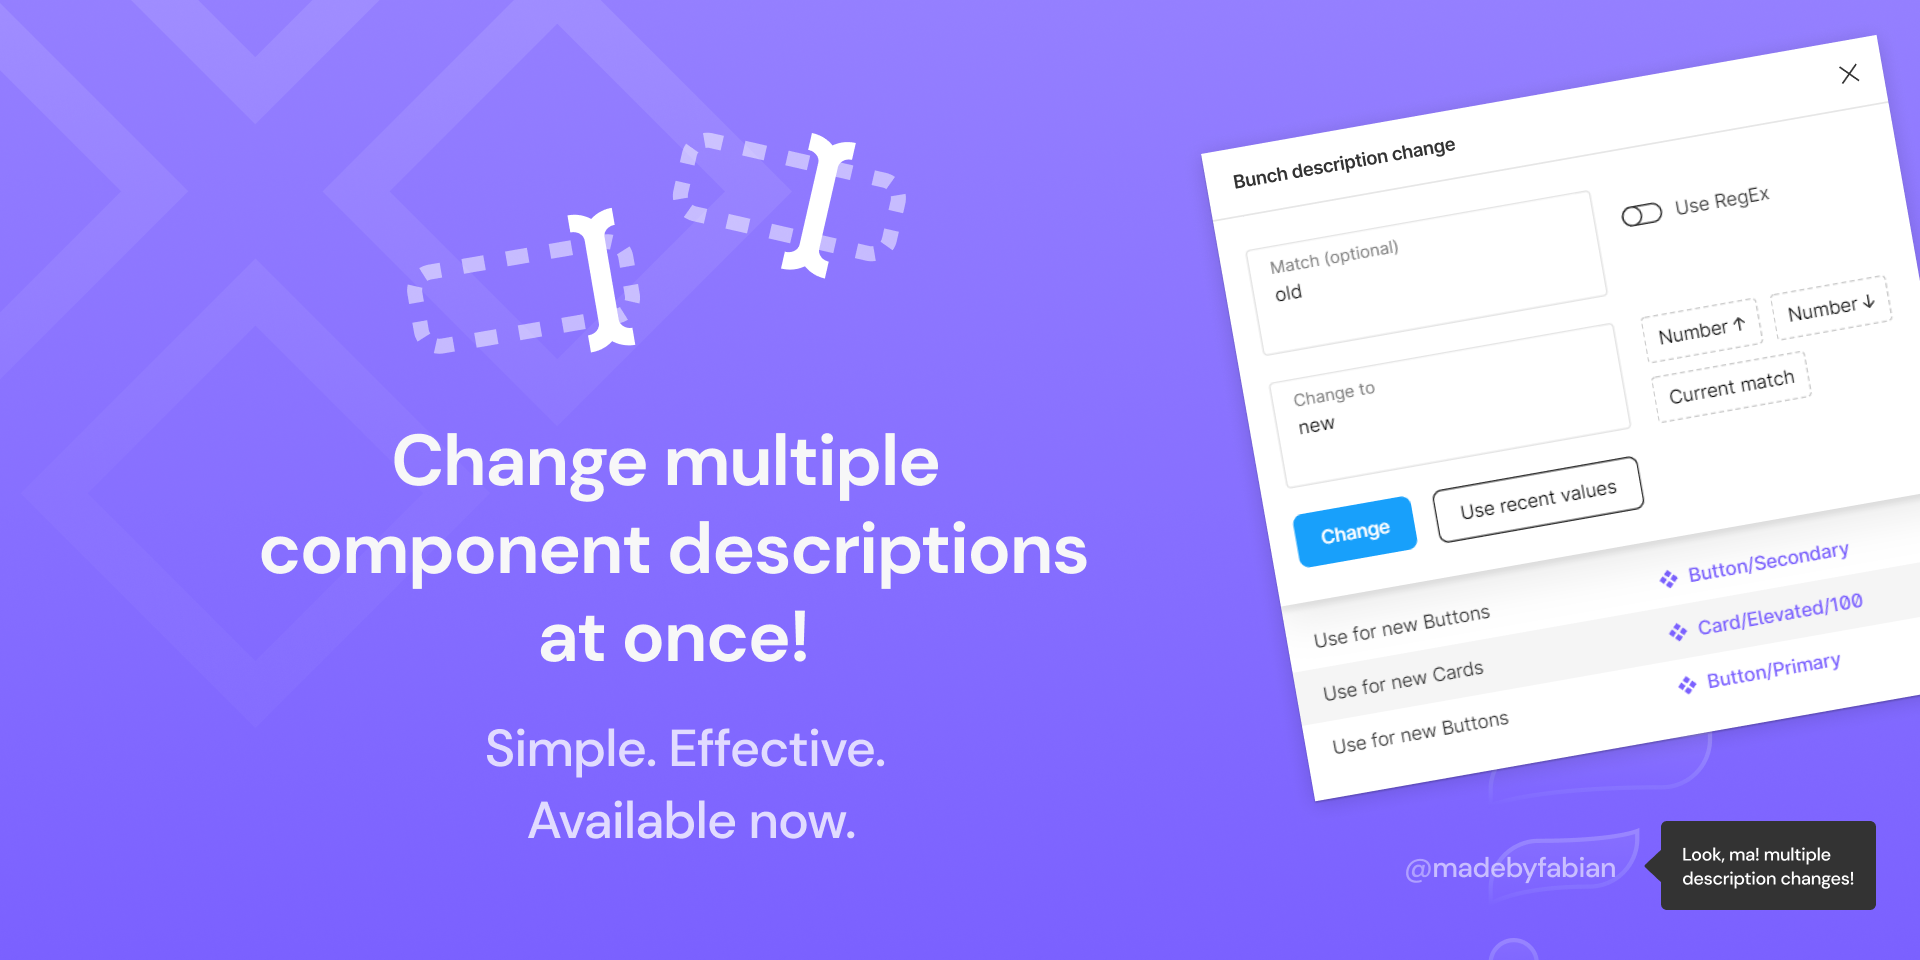 Change multiple
component descriptions
at once!
Simple. Effective.
Available now.
Bunch description change
Match (optional)
old
Use RegEx
Change to
new
Number ↑
Number ↓
Current match
Change
Use recent values
Use for new Buttons
Button/Secondary
Use for new Cards
Card/Elevated/100
Use for new Buttons
Button/Primary
@madebyfabian
Look, ma! multiple
description changes!